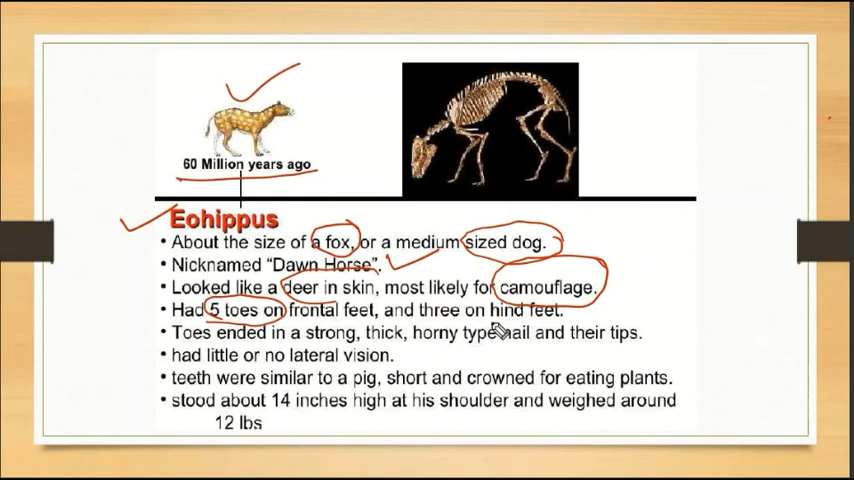 60 Million years ago
Eohippus
• About the size of a fox, or a medium sized dog.
• Nicknamed “Dawn Horse”.
• Looked like a deer in skin, most likely for camouflage.
• Had 5 toes on frontal feet, and three on hind feet.
• Toes ended in a strong, thick, horny type nail and their tips.
• had little or no lateral vision.
• teeth were similar to a pig, short and crowned for eating plants.
• stood about 14 inches high at his shoulder and weighed around
12 lbs